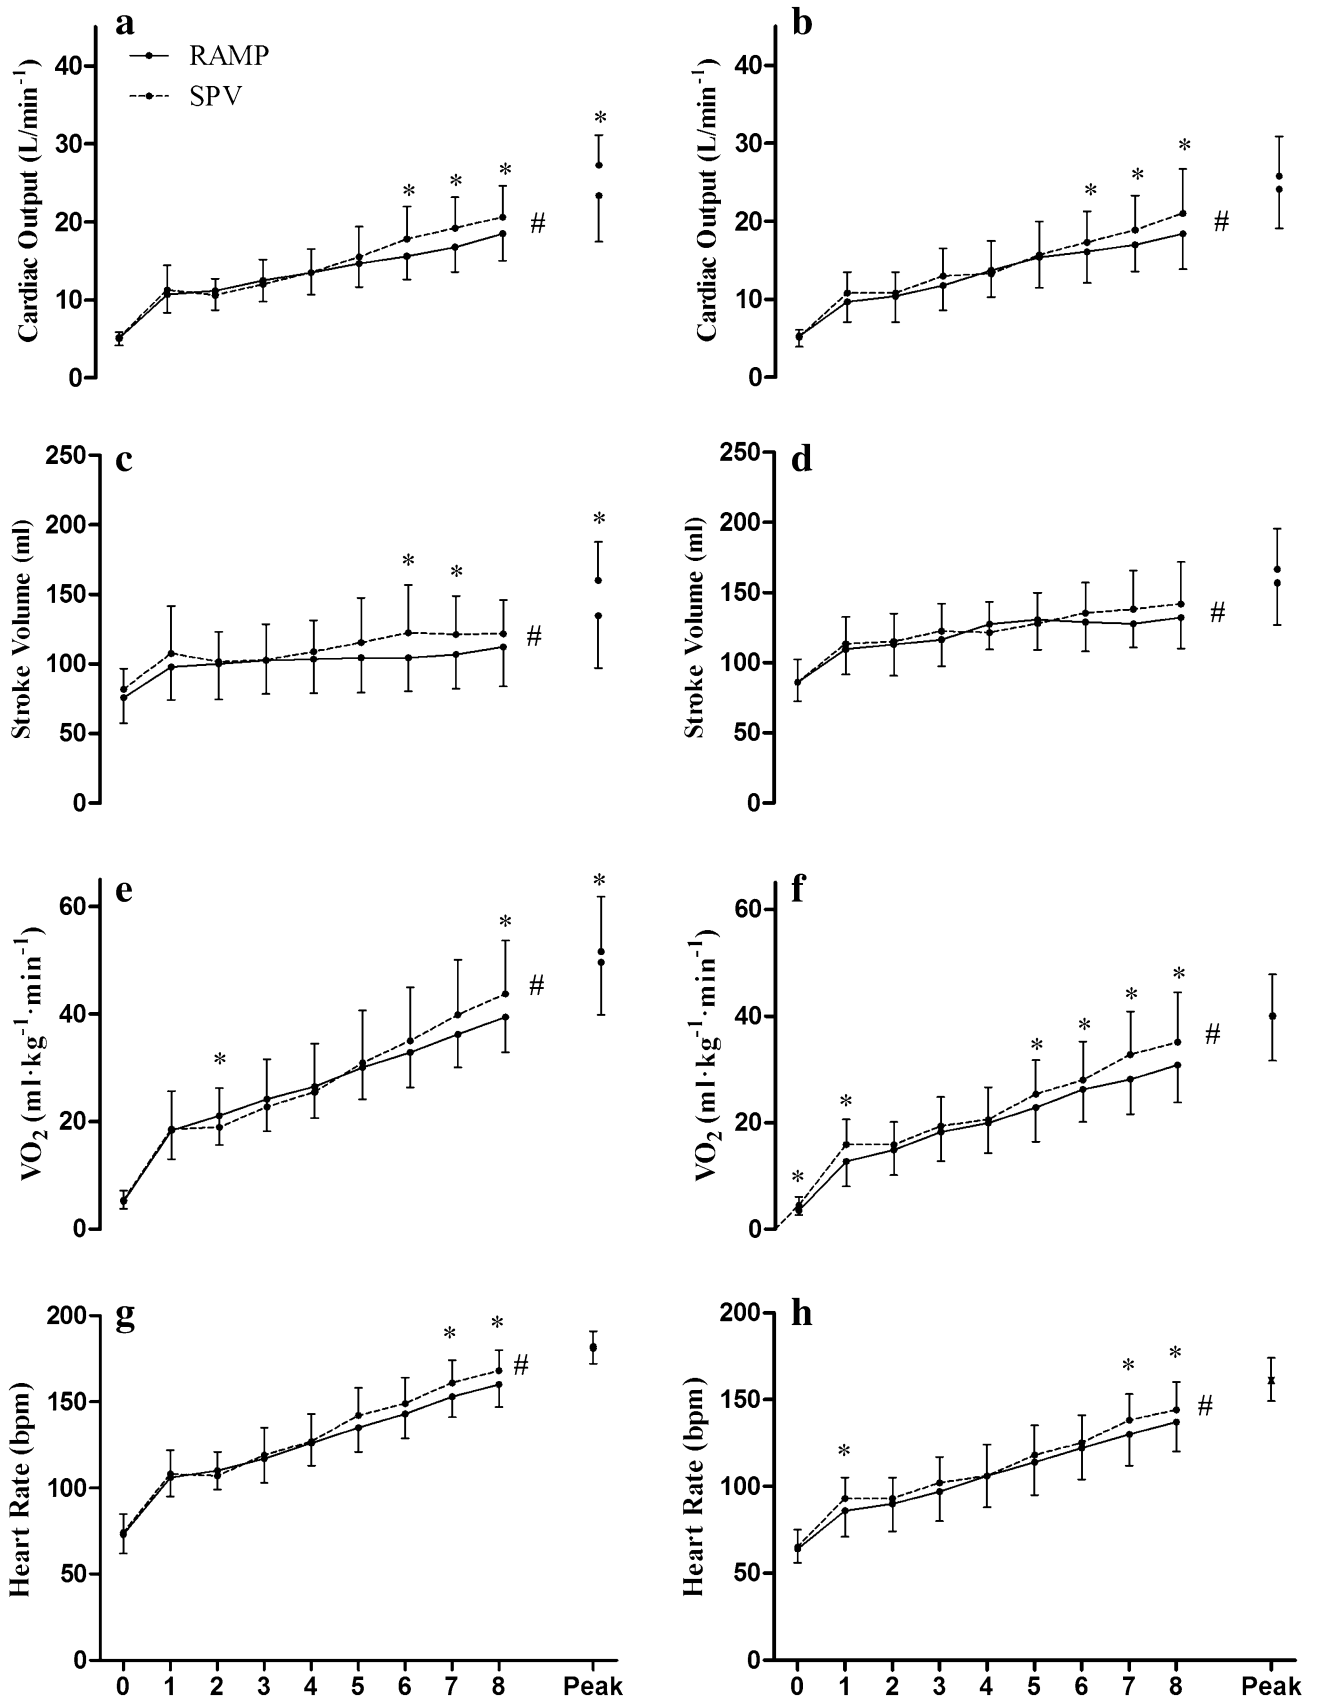 a
RAMP
SPV
Cardiac Output (L/min⁻¹)
40
30
20
10
0
* * * *
#
b
Cardiac Output (L/min⁻¹)
40
30
20
10
0
* * *
#
c
Stroke Volume (ml)
250
200
150
100
50
0
* * *
#
d
Stroke Volume (ml)
250
200
150
100
50
0
#
e
VO₂ (ml·kg⁻¹·min⁻¹)
60
40
20
0
* * *
#
f
VO₂ (ml·kg⁻¹·min⁻¹)
60
40
20
0
* * * * * *
#
g
Heart Rate (bpm)
200
150
100
50
0
* *
#
0 1 2 3 4 5 6 7 8 Peak
h
Heart Rate (bpm)
200
150
100
50
0
* * *
#
0 1 2 3 4 5 6 7 8 Peak